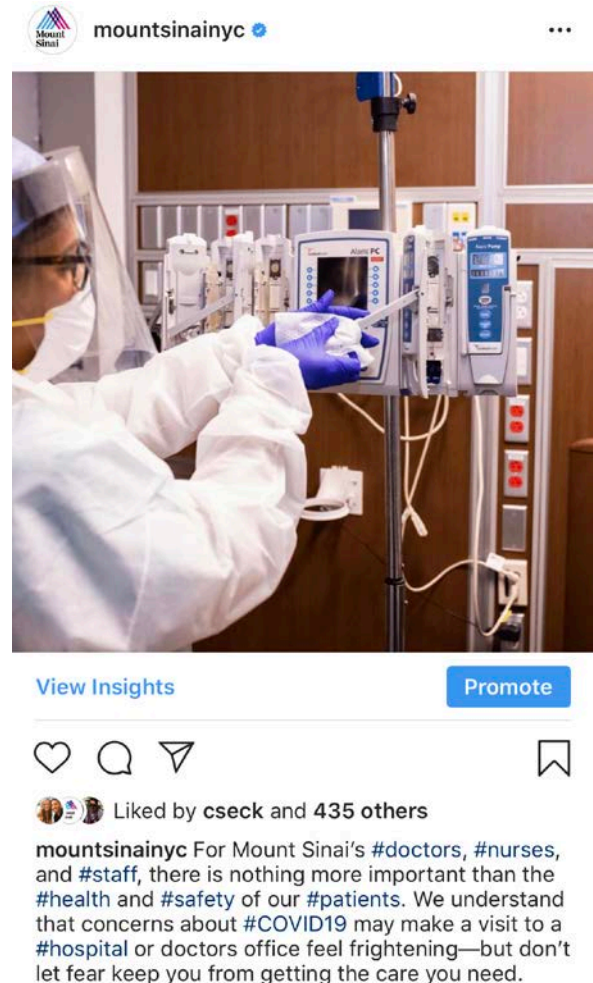 Mount
Sinai
mountsinainyc
Alaris PC
View Insights
Promote
Liked by cseck and 435 others
mountsinainyc For Mount Sinai’s #doctors, #nurses,
and #staff, there is nothing more important than the
#health and #safety of our #patients. We understand
that concerns about #COVID19 may make a visit to a
#hospital or doctors office feel frightening—but don’t
let fear keep you from getting the care you need.